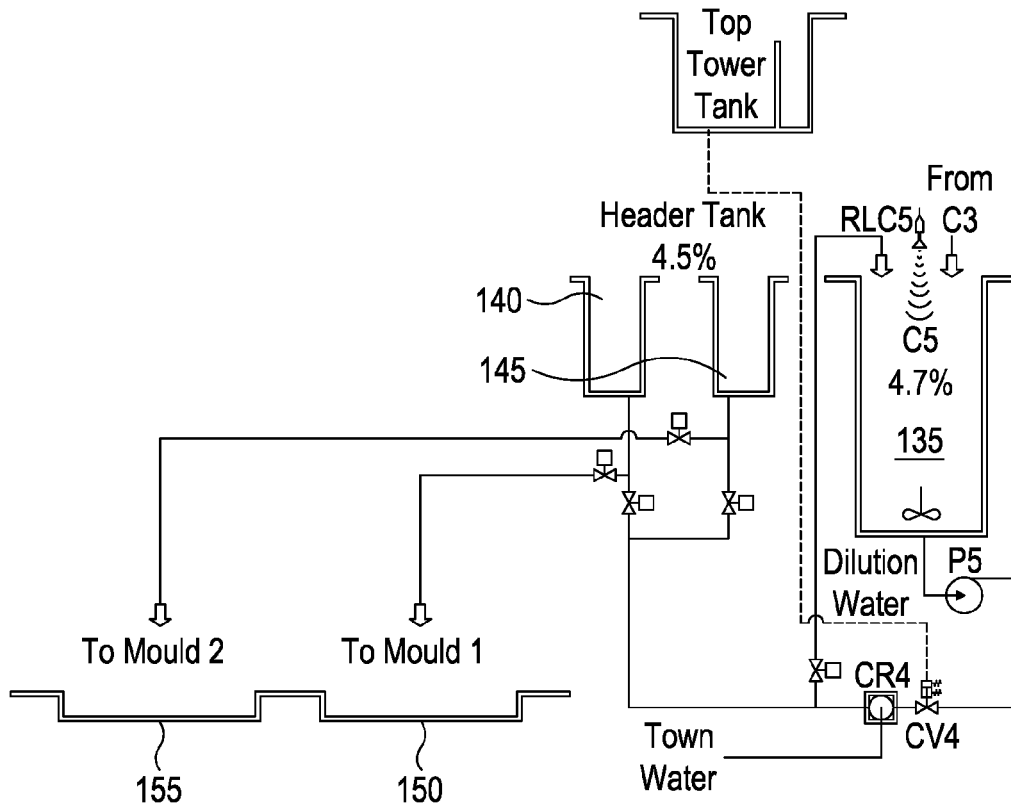 Top
Tower
Tank
From
RLC5
C3
Header Tank
4.5%
140
145
C5
4.7%
135
Dilution
Water
P5
To Mould 2
To Mould 1
CR4
CV4
Town
Water
155
150